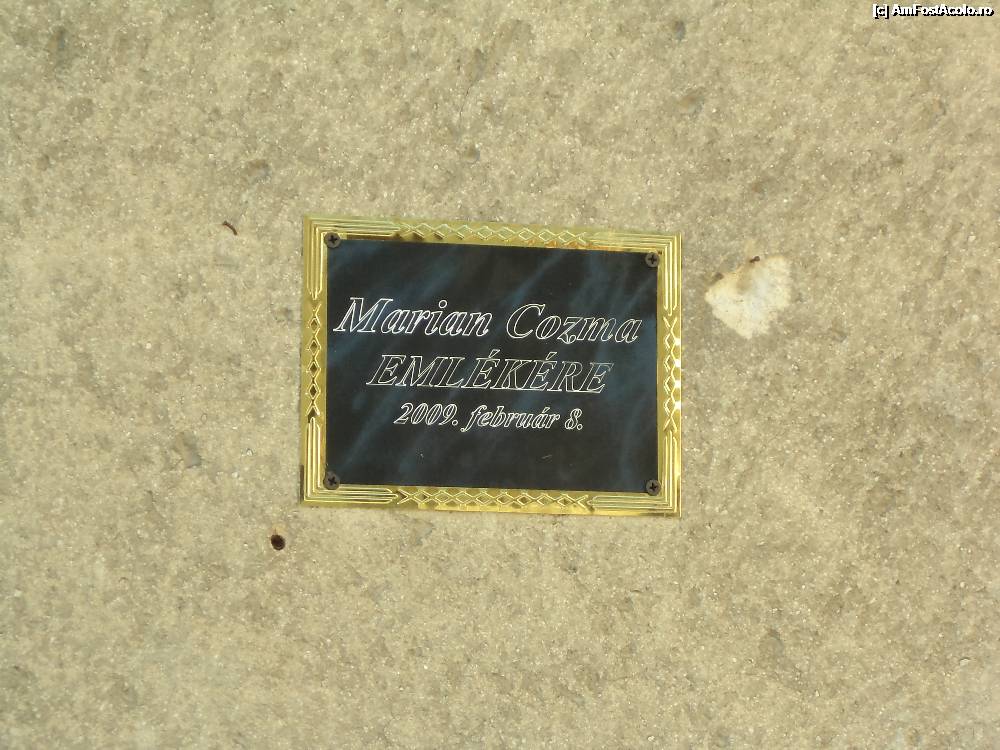 [c] AmFostAcolo.ro
Marian Cozma
EMLÉKÉRE
2009. február 8.